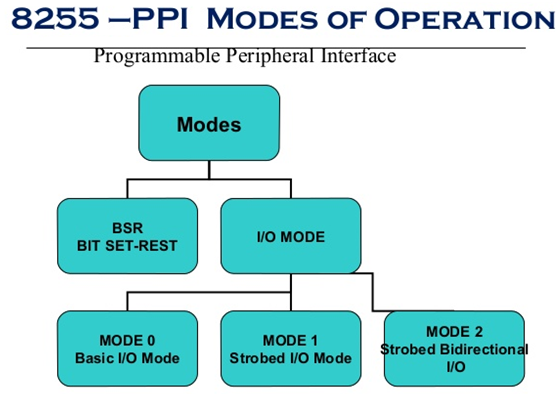 8255 –PPI Modes of Operation
Programmable Peripheral Interface
Modes
BSR
BIT SET-REST
I/O MODE
MODE 0
Basic I/O Mode
MODE 1
Strobed I/O Mode
MODE 2
Strobed Bidirectional
I/O